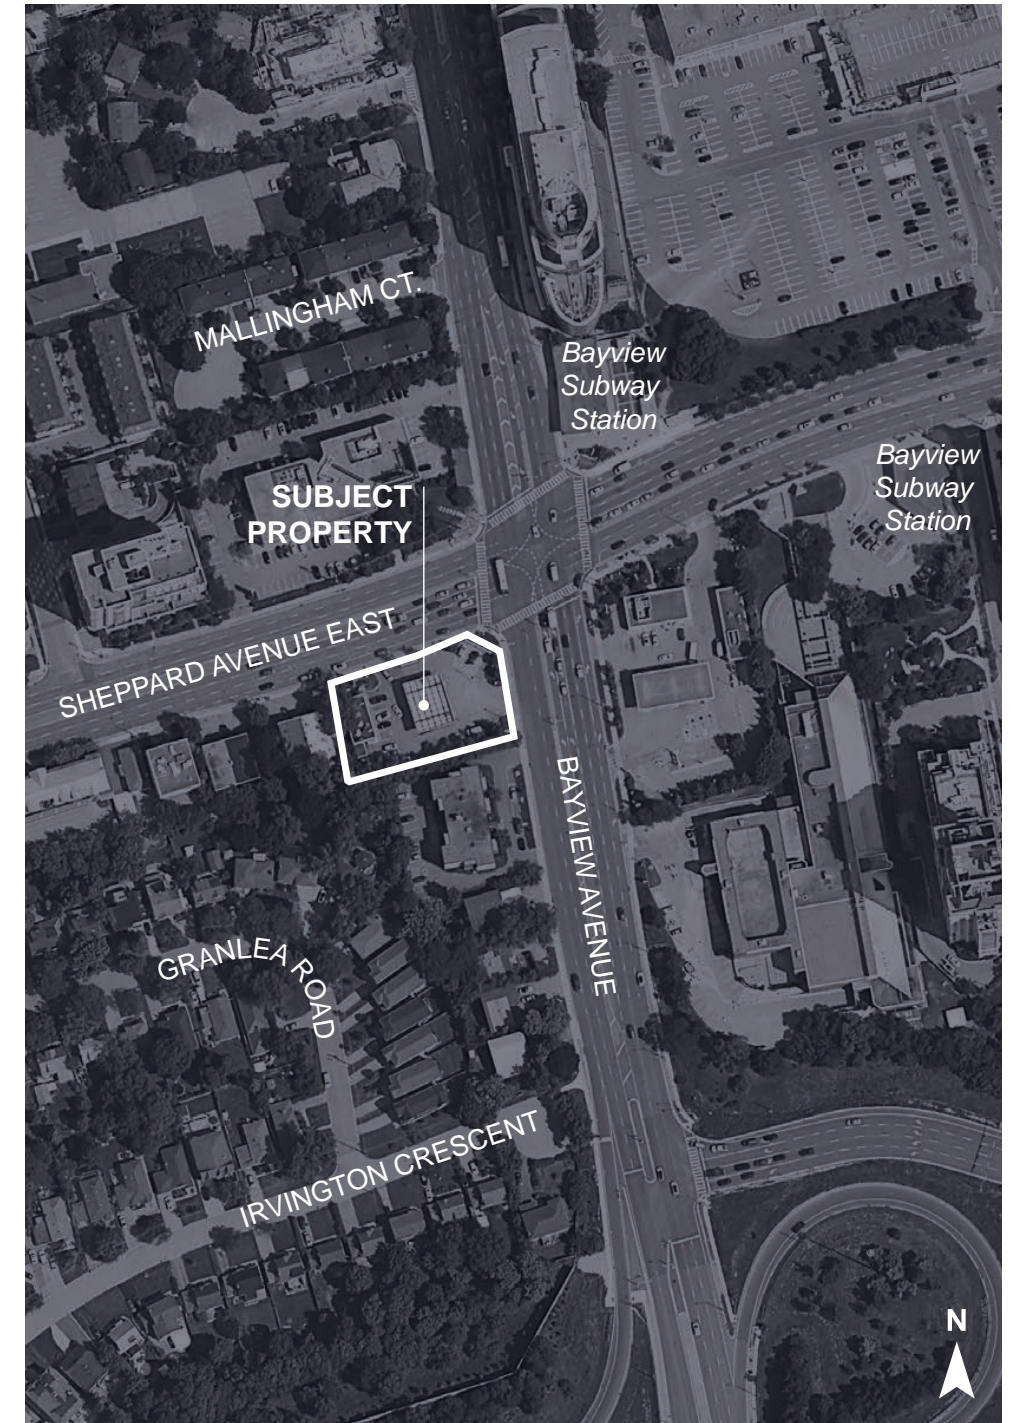 MALLINGHAM CT.
Bayview
Subway
Station
Bayview
Subway
Station
SUBJECT
PROPERTY
SHEPPARD AVENUE EAST
BAYVIEW AVENUE
GRANLEA ROAD
IRVINGTON CRESCENT
N